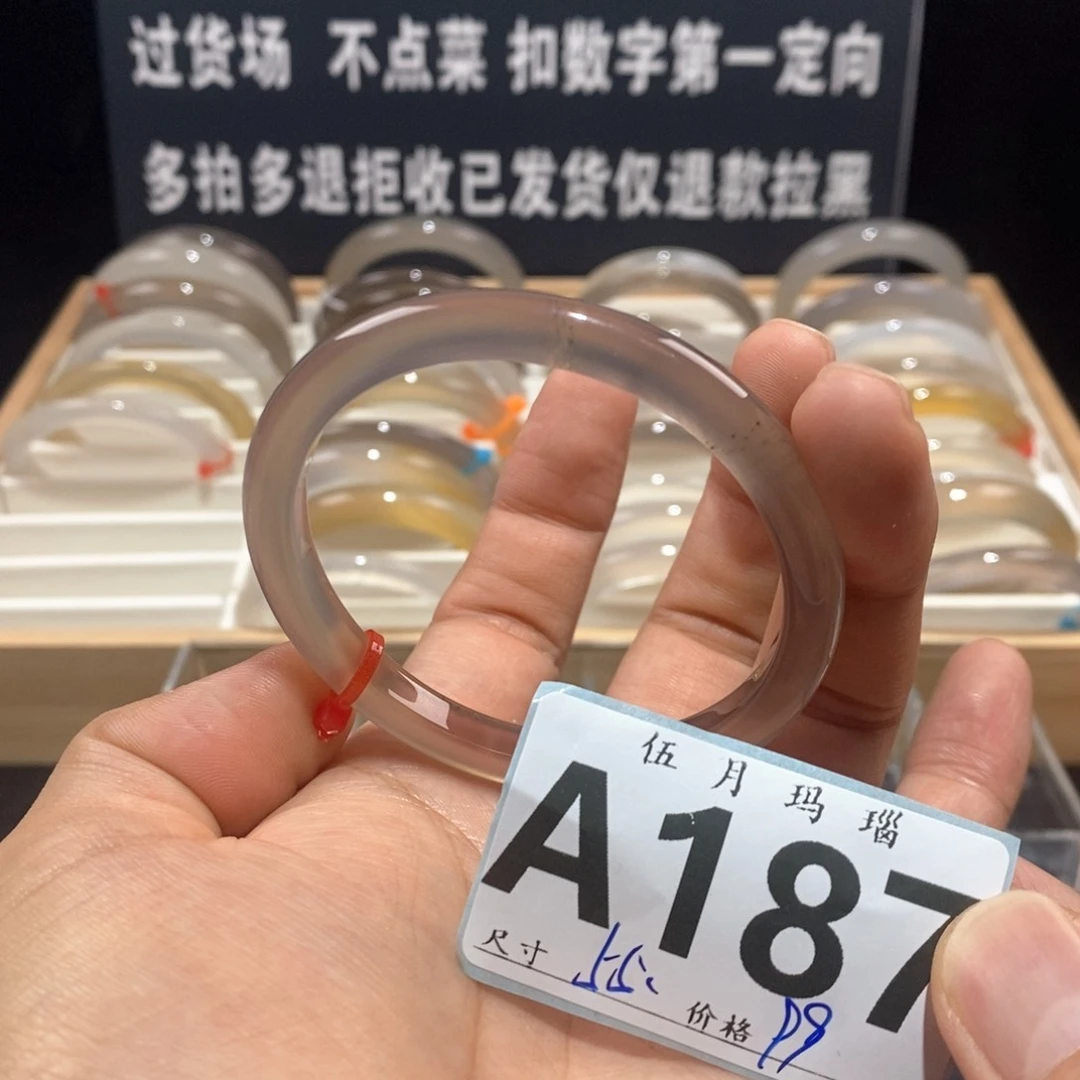 过货场 不点菜 扣数字第一定向
多拍多退拒收已发货仅退款拉黑
伍月玛瑙
A187
尺寸
价格